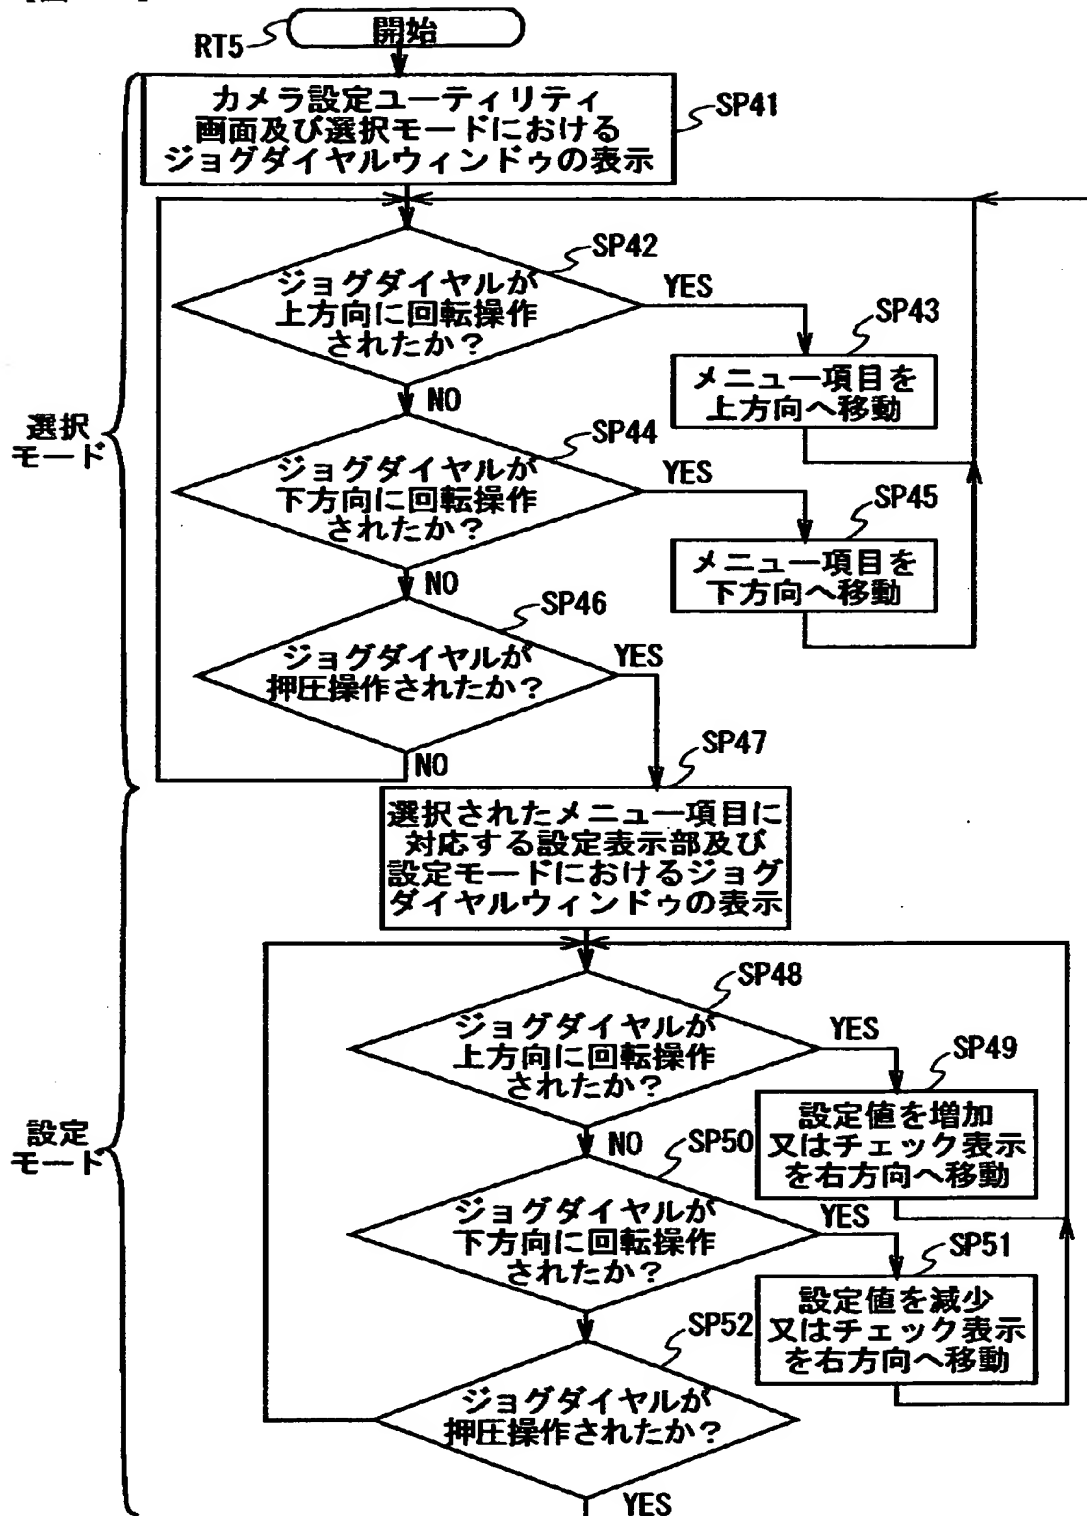 RT5
開始
カメラ設定ユーティリティ
画面及び選択モードにおける
ジョグダイヤルウィンドゥの表示
SP41
SP42
ジョグダイヤルが
上方向に回転操作
されたか？
YES
SP43
メニュー項目を
上方向へ移動
NO
選択
モード
SP44
ジョグダイヤルが
下方向に回転操作
されたか？
YES
SP45
メニュー項目を
下方向へ移動
NO
SP46
ジョグダイヤルが
押圧操作されたか？
YES
NO
SP47
選択されたメニュー項目に
対応する設定表示部及び
設定モードにおけるジョグ
ダイヤルウィンドゥの表示
SP48
ジョグダイヤルが
上方向に回転操作
されたか？
YES
SP49
設定値を増加
又はチェック表示
を右方向へ移動
NO
設定
モード
SP50
ジョグダイヤルが
下方向に回転操作
されたか？
YES
SP51
設定値を減少
又はチェック表示
を右方向へ移動
SP52
ジョグダイヤルが
押圧操作されたか？
YES